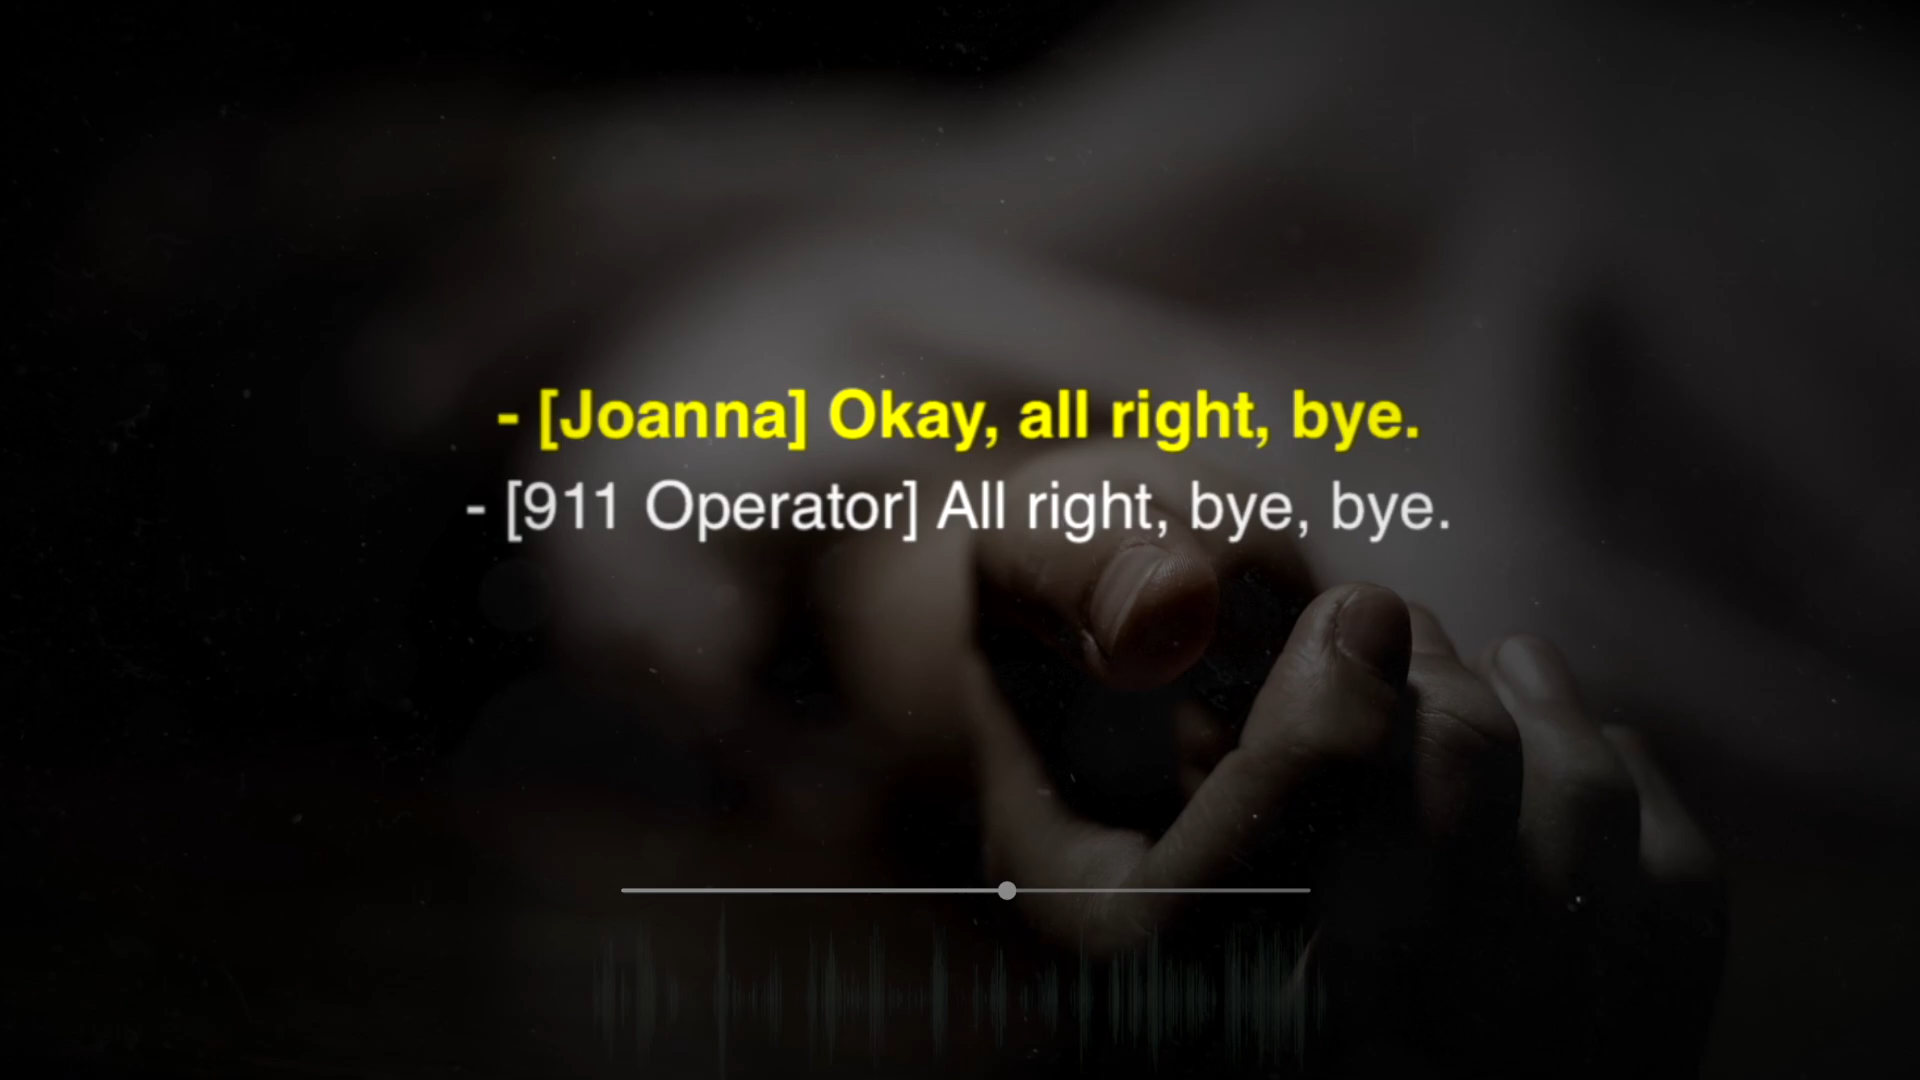 - [Joanna] Okay, all right, bye.
- [911 Operator] All right, bye, bye.